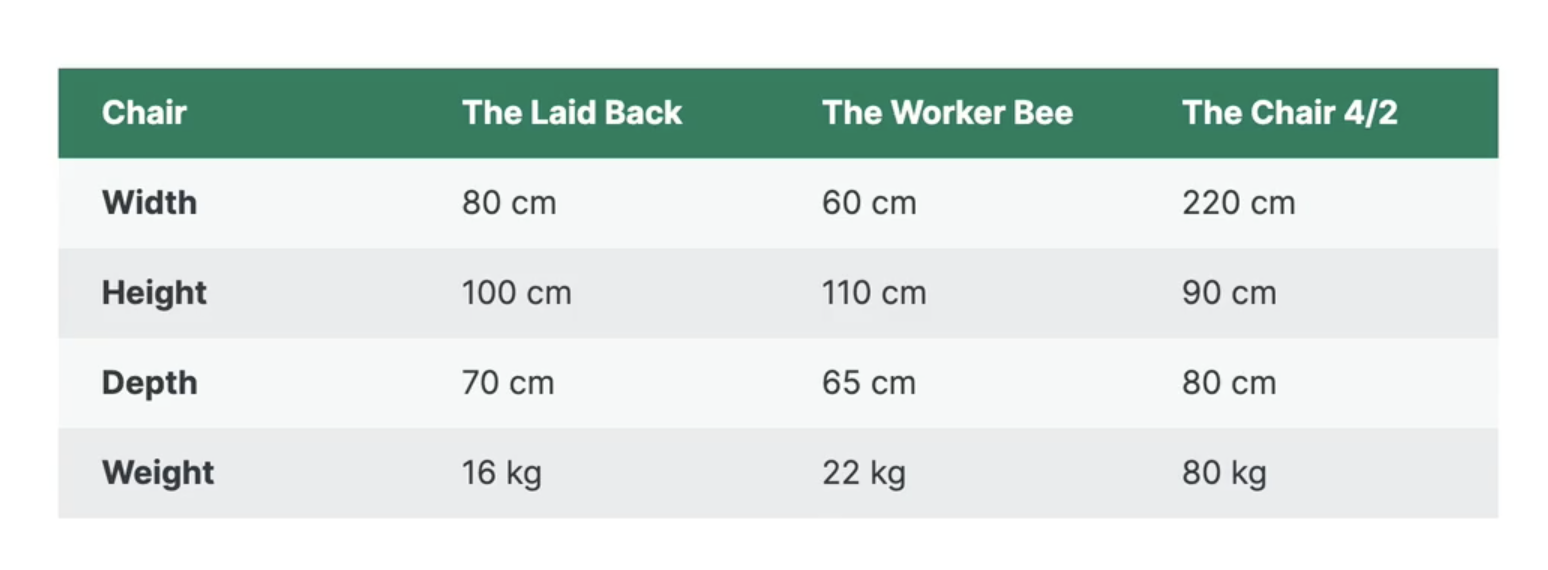 Chair The Laid Back The Worker Bee The Chair 4/2
Width 80 cm 60 cm 220 cm
Height 100 cm 110 cm 90 cm
Depth 70 cm 65 cm 80 cm
Weight 16 kg 22 kg 80 kg